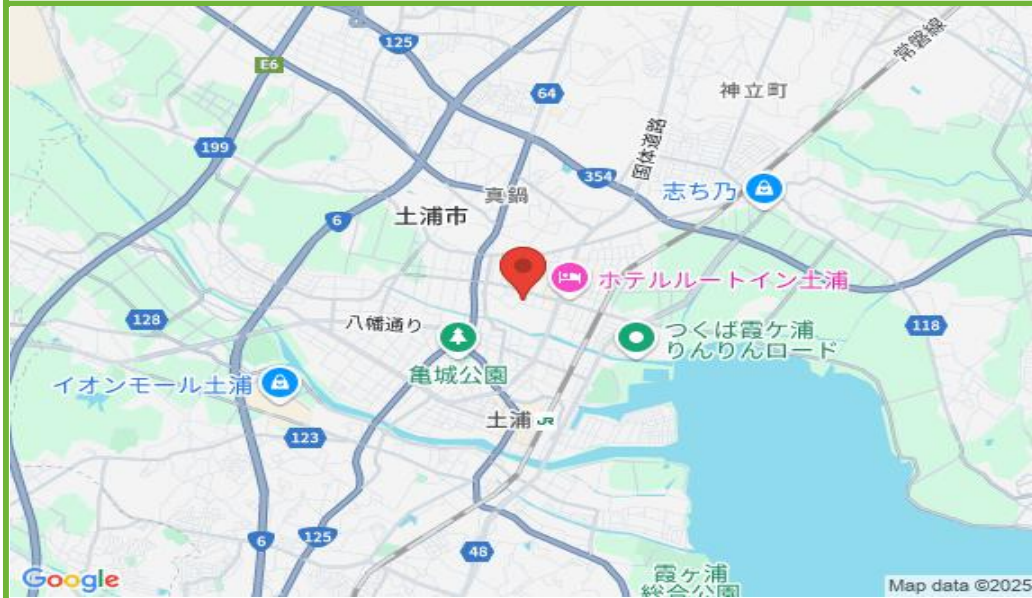 125
常磐線
E6
64
神立町
199
国体道路
354
志ち乃
真鍋
土浦市
6
ホテルルートイン土浦
128
八幡通り
118
つくば霞ケ浦
りんりんロード
イオンモール土浦
亀城公園
土浦 JR
123
6
125
48
霞ヶ浦
総合公園
Google
Map data ©2025